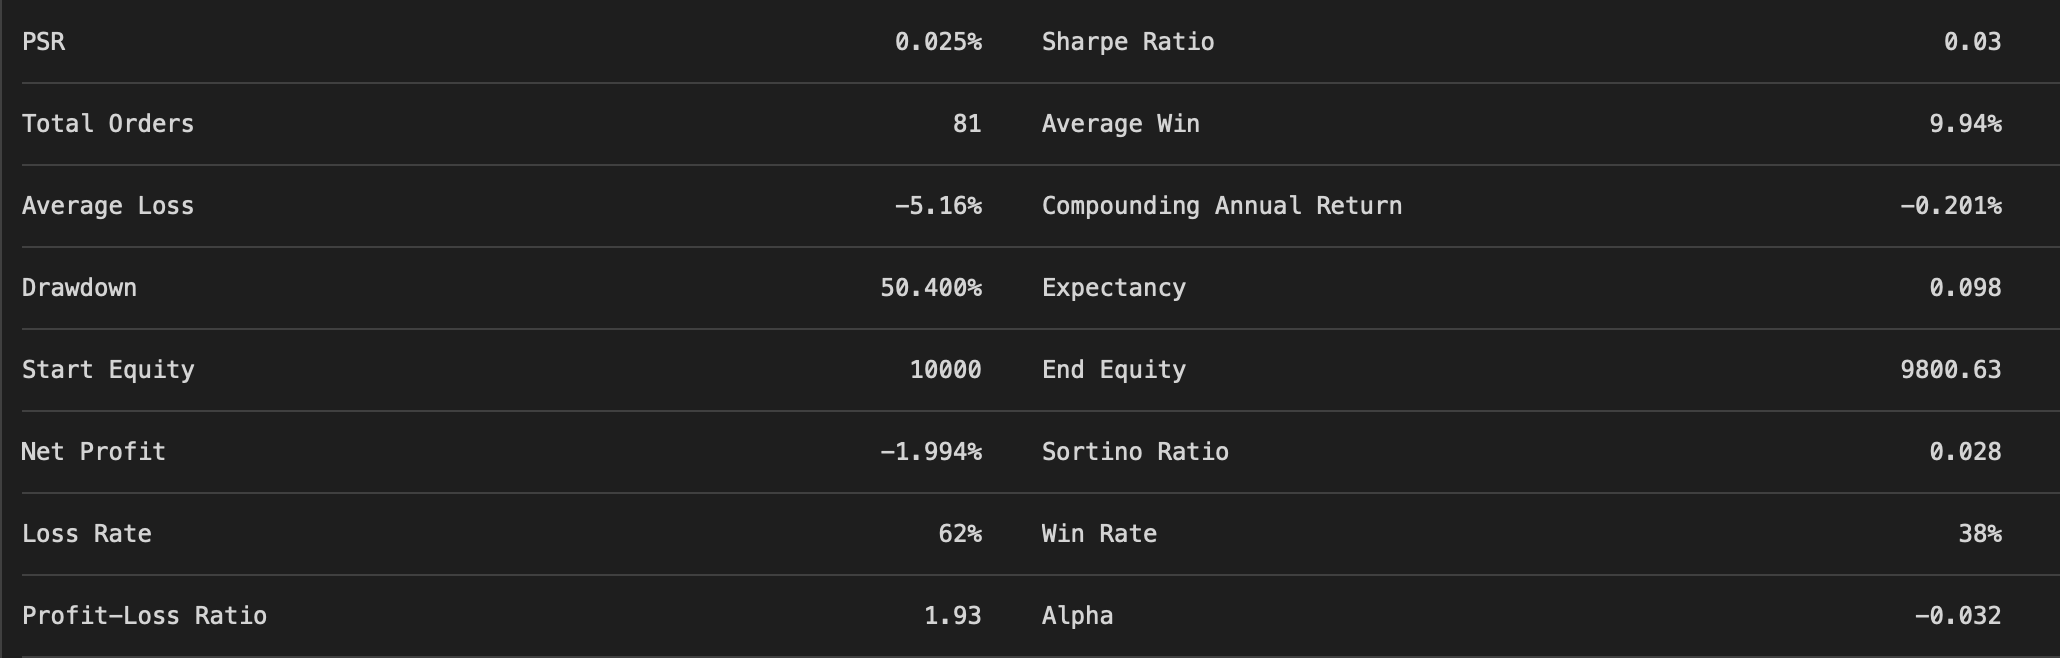 PSR 0.025% Sharpe Ratio 0.03
Total Orders 81 Average Win 9.94%
Average Loss −5.16% Compounding Annual Return −0.201%
Drawdown 50.400% Expectancy 0.098
Start Equity 10000 End Equity 9800.63
Net Profit −1.994% Sortino Ratio 0.028
Loss Rate 62% Win Rate 38%
Profit−Loss Ratio 1.93 Alpha −0.032